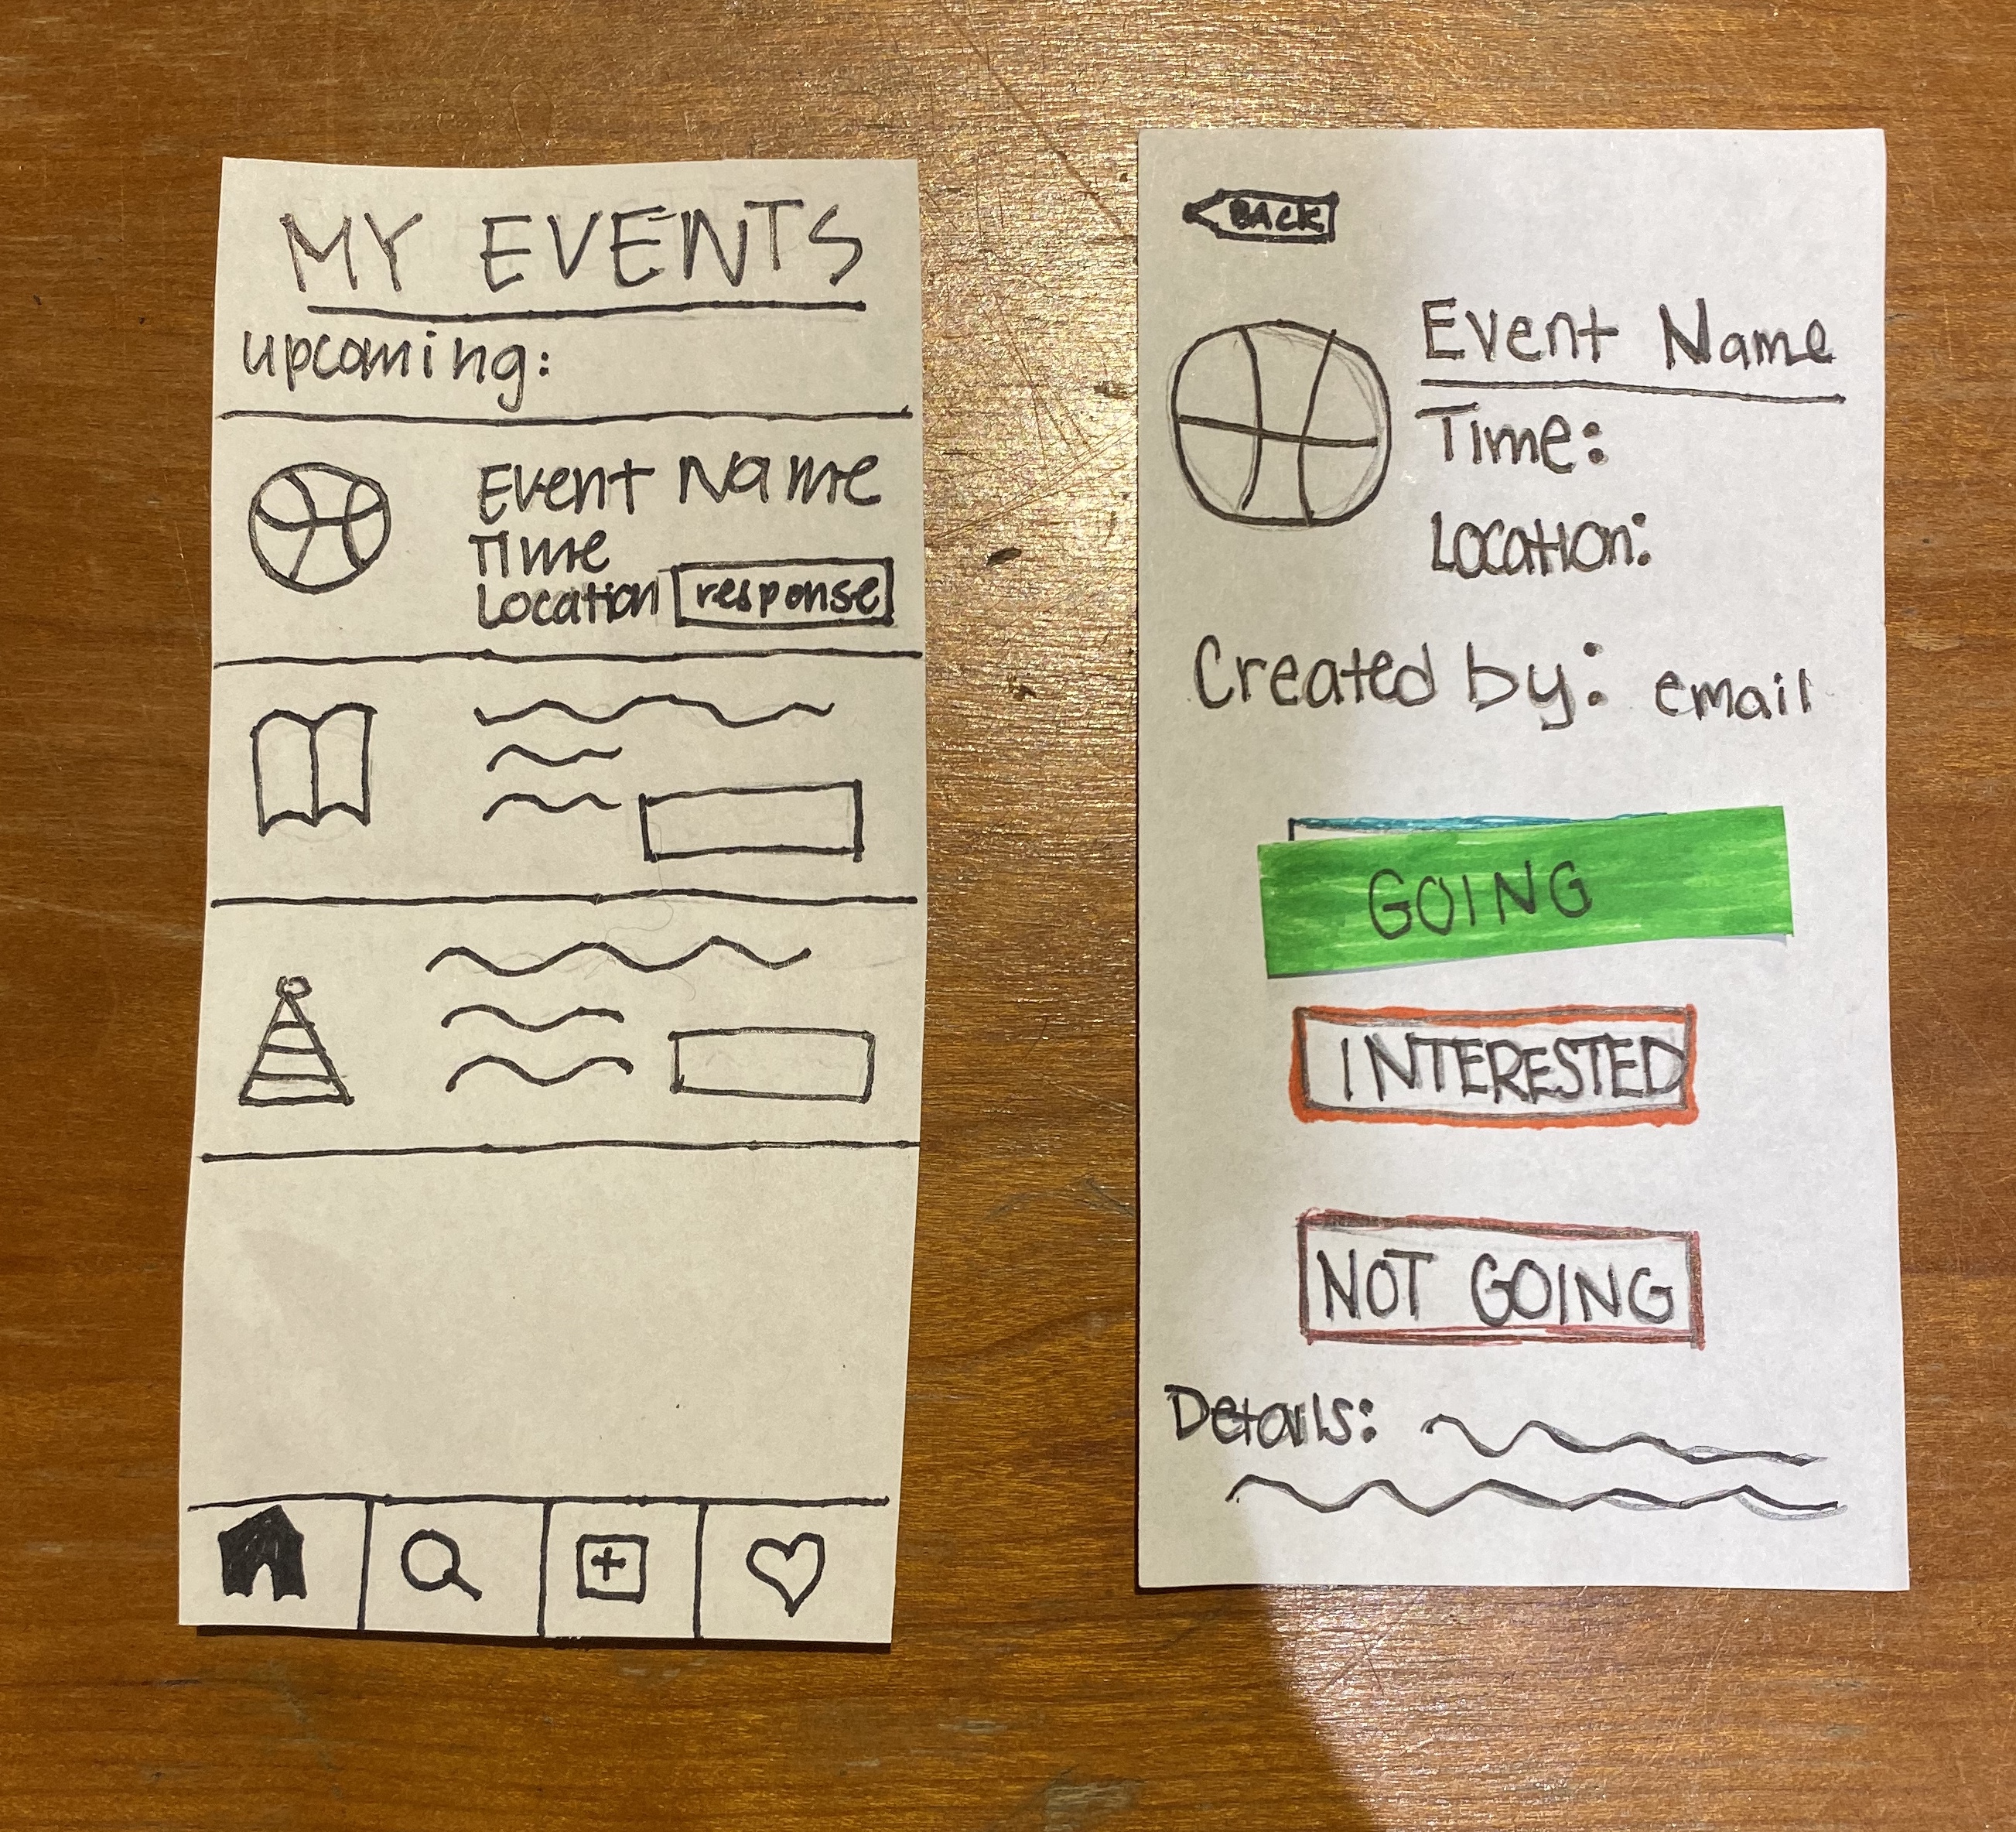 MY EVENTS
upcoming:
Event Name
Time
Location response
BACK
Event Name
Time:
Location:
Created by: email
GOING
INTERESTED
NOT GOING
Details: